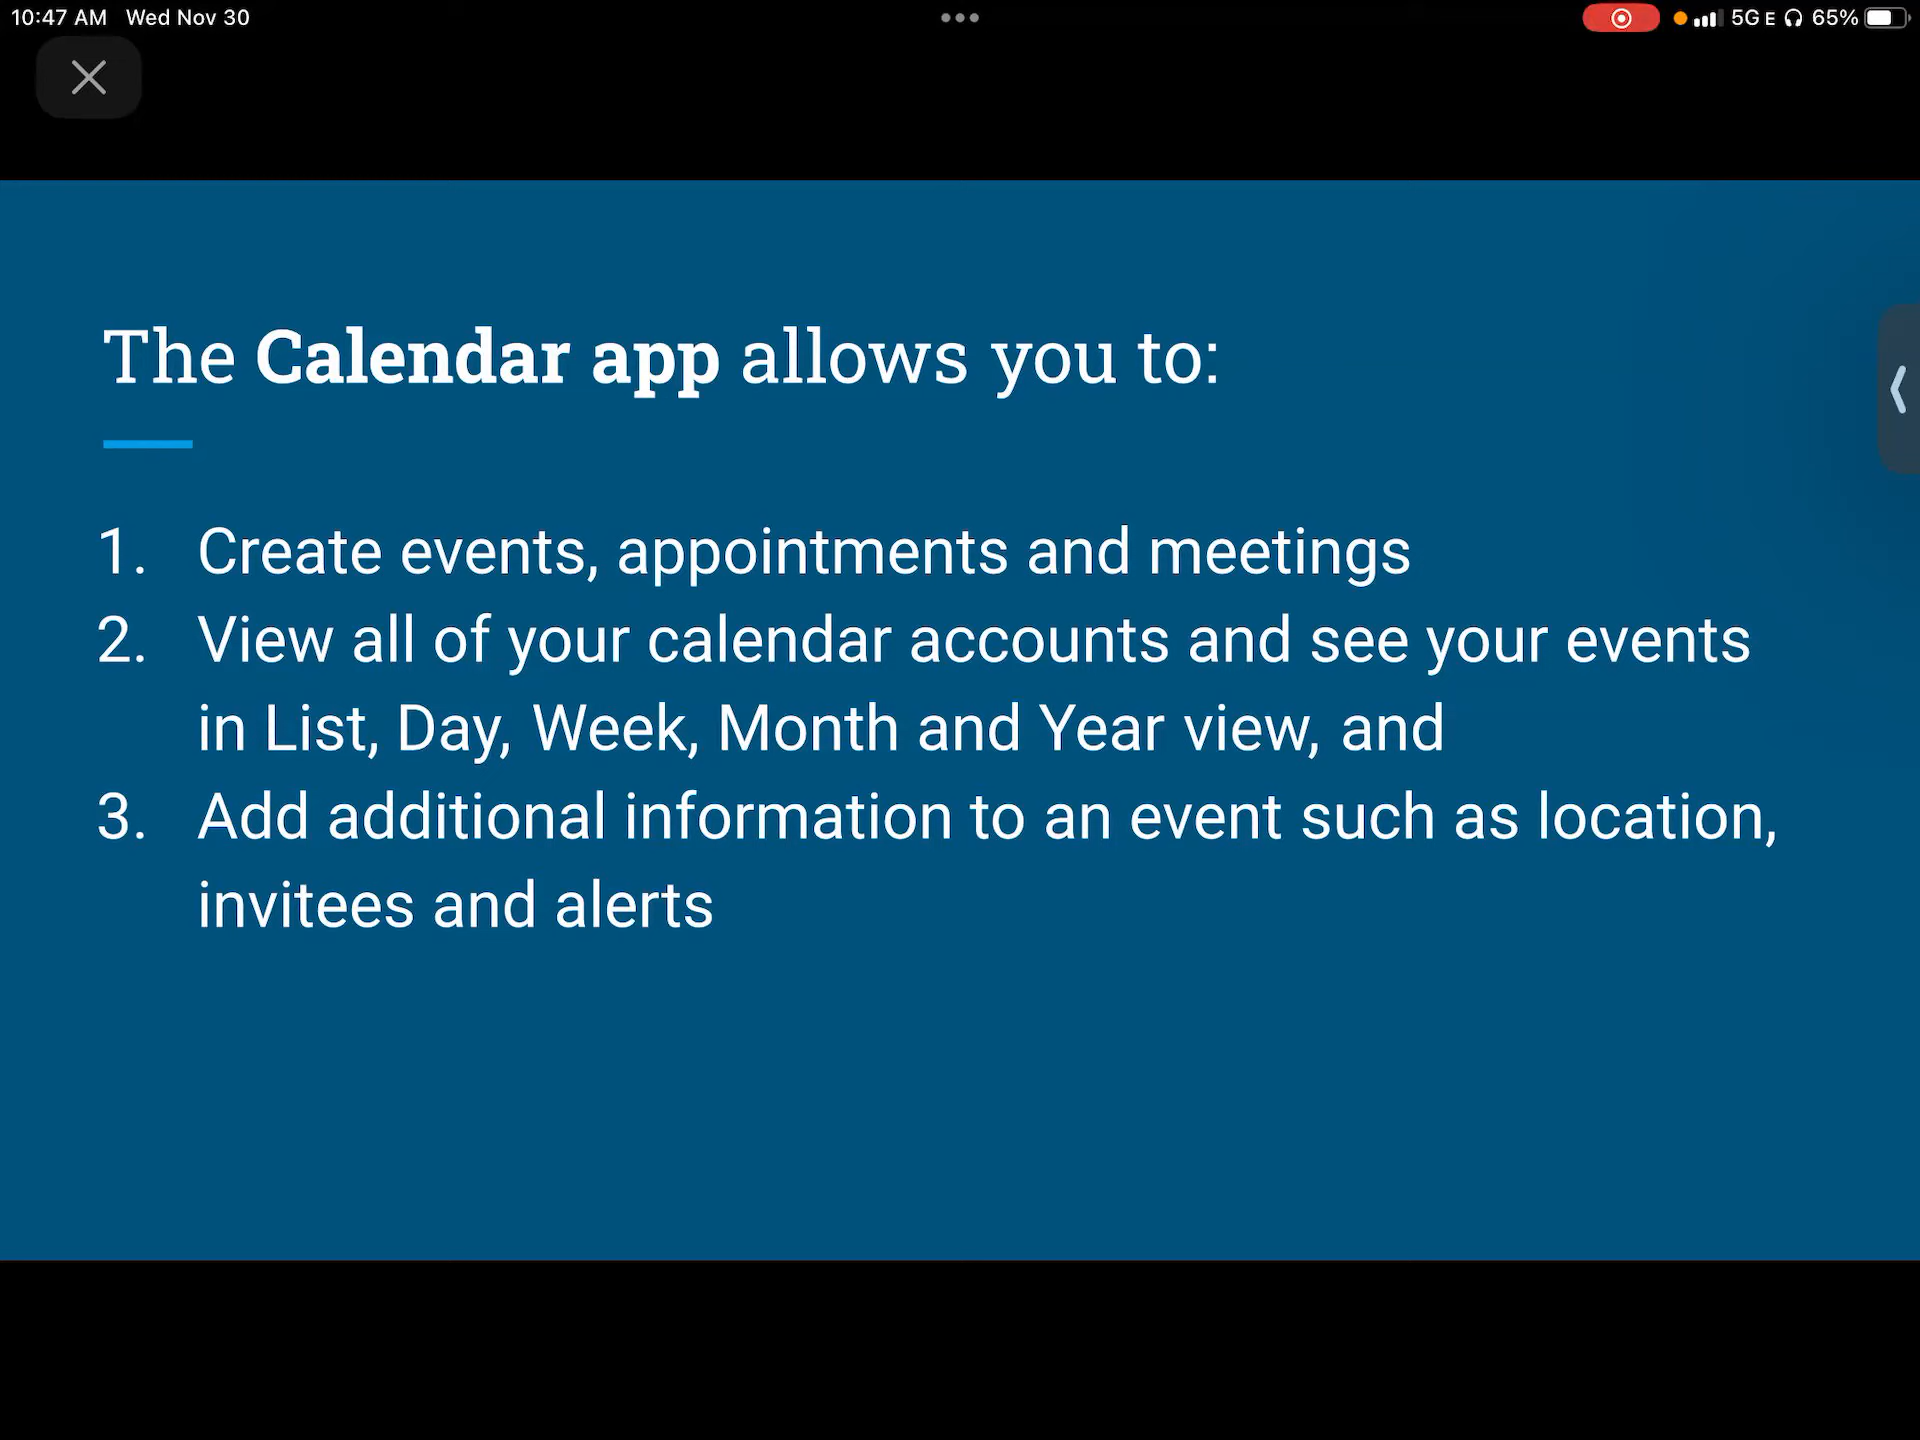 10:47 AM Wed Nov 30
5G E 65%
The Calendar app allows you to:
1. Create events, appointments and meetings
2. View all of your calendar accounts and see your events
in List, Day, Week, Month and Year view, and
3. Add additional information to an event such as location,
invitees and alerts